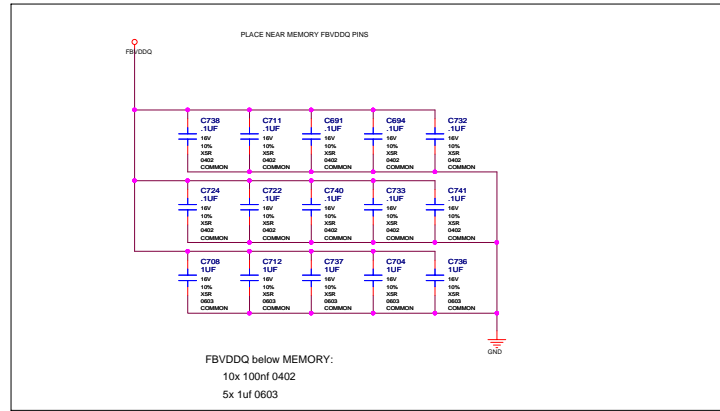 PLACE NEAR MEMORY FBVDDQ PINS
FBVDDQ
C738
.1UF
16V
10%
X5R
0402
COMMON
C711
.1UF
16V
10%
X5R
0402
COMMON
C691
.1UF
16V
10%
X5R
0402
COMMON
C694
.1UF
16V
10%
X5R
0402
COMMON
C732
.1UF
16V
10%
X5R
0402
COMMON
C724
.1UF
16V
10%
X5R
0402
COMMON
C722
.1UF
16V
10%
X5R
0402
COMMON
C740
.1UF
16V
10%
X5R
0402
COMMON
C733
.1UF
16V
10%
X5R
0402
COMMON
C741
.1UF
16V
10%
X5R
0402
COMMON
C708
1UF
16V
10%
X5R
0603
COMMON
C712
1UF
16V
10%
X5R
0603
COMMON
C737
1UF
16V
10%
X5R
0603
COMMON
C704
1UF
16V
10%
X5R
0603
COMMON
C736
1UF
16V
10%
X5R
0603
COMMON
GND
FBVDDQ below MEMORY:
10x 100nf 0402
5x 1uf 0603